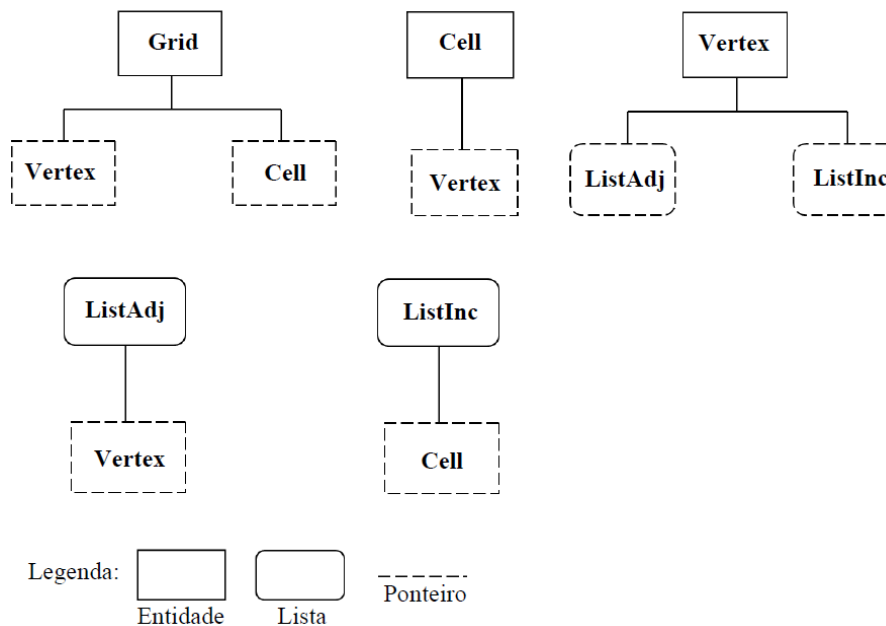 Grid
Cell
Vertex
Vertex
Cell
Vertex
ListAdj
ListInc
ListAdj
ListInc
Vertex
Cell
Legenda:
Entidade
Lista
Ponteiro